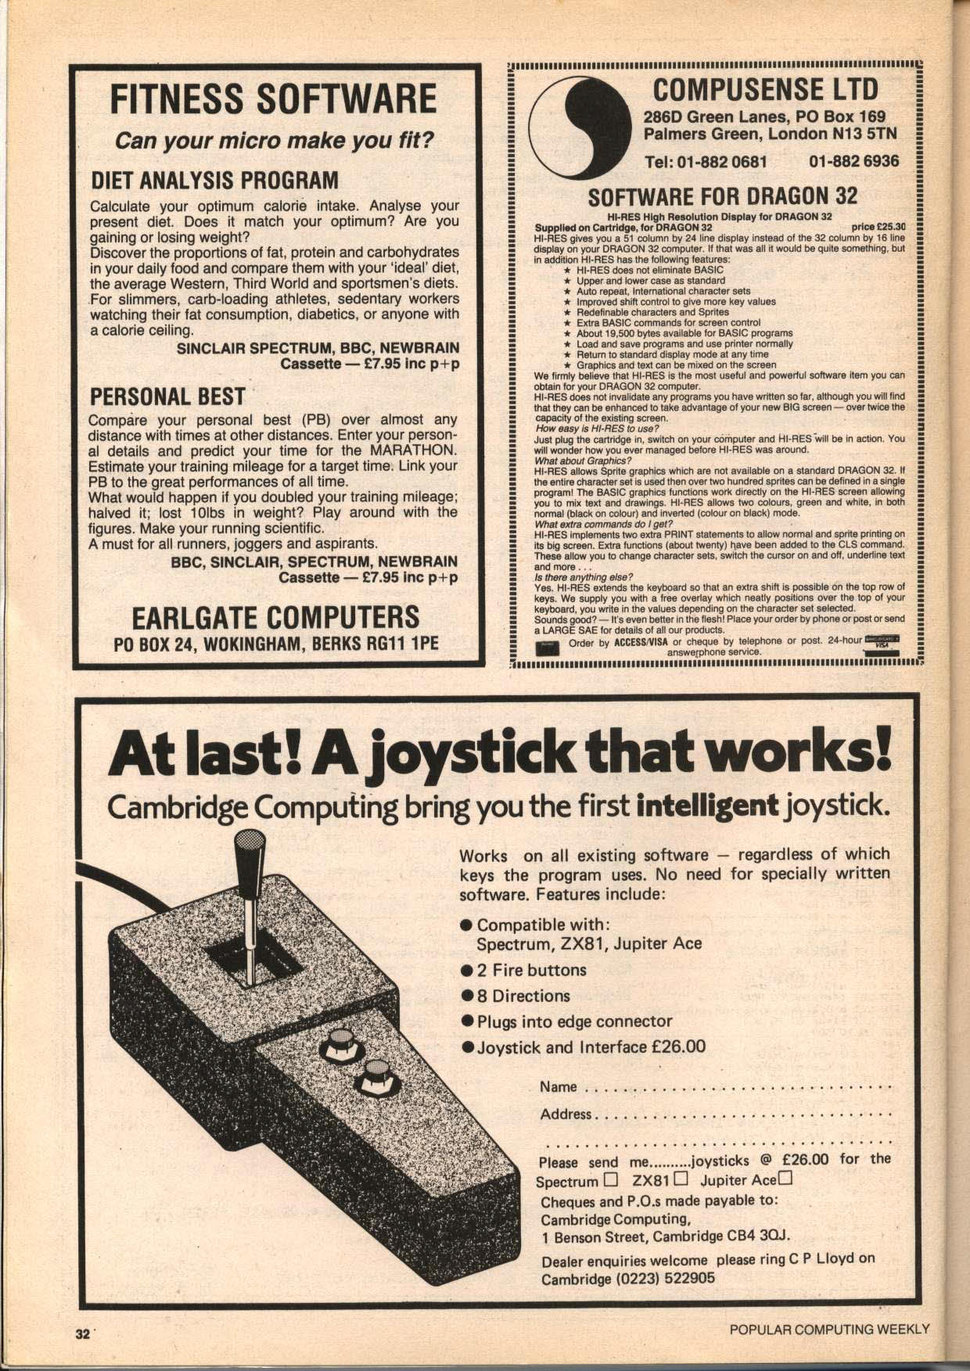 FITNESS SOFTWARE
Can your micro make you fit?
DIET ANALYSIS PROGRAM
Calculate your optimum calorie intake. Analyse your
present diet. Does it match your optimum? Are you
gaining or losing weight?
Discover the proportions of fat, protein and carbohydrates
in your daily food and compare them with your 'ideal' diet,
the average Western, Third World and sportsmen's diets.
For slimmers, carb-loading athletes, sedentary workers
watching their fat consumption, diabetics, or anyone with
a calorie ceiling.
SINCLAIR SPECTRUM, BBC, NEWBRAIN
Cassette — £7.95 inc p+p
PERSONAL BEST
Compare your personal best (PB) over almost any
distance with times at other distances. Enter your person-
al details and predict your time for the MARATHON.
Estimate your training mileage for a target time. Link your
PB to the great performances of all time.
What would happen if you doubled your training mileage;
halved it; lost 10lbs in weight? Play around with the
figures. Make your running scientific.
A must for all runners, joggers and aspirants.
BBC, SINCLAIR, SPECTRUM, NEWBRAIN
Cassette — £7.95 inc p+p
EARLGATE COMPUTERS
PO BOX 24, WOKINGHAM, BERKS RG11 1PE
COMPUSENSE LTD
286D Green Lanes, PO Box 169
Palmers Green, London N13 5TN
Tel: 01-882 0681 01-882 6936
SOFTWARE FOR DRAGON 32
HI-RES High Resolution Display for DRAGON 32
Supplied on Cartridge, for DRAGON 32 price £25.30
HI-RES gives you a 51 column by 24 line display instead of the 32 column by 16 line
display on your DRAGON 32 computer. If that was all it would be quite something, but
in addition HI-RES has the following features:
★ HI-RES does not eliminate BASIC
★ Upper and lower case as standard
★ Auto repeat, International character sets
★ Improved shift control to give more key values
★ Redefinable characters and Sprites
★ Extra BASIC commands for screen control
★ About 19,500 bytes available for BASIC programs
★ Load and save programs and use printer normally
★ Return to standard display mode at any time
★ Graphics and text can be mixed on the screen
We firmly believe that HI-RES is the most useful and powerful software item you can
obtain for your DRAGON 32 computer.
HI-RES does not invalidate any programs you have written so far, although you will find
that they can be enhanced to take advantage of your new BIG screen — over twice the
capacity of the existing screen.
How easy is HI-RES to use?
Just plug the cartridge in, switch on your computer and HI-RES will be in action. You
will wonder how you ever managed before HI-RES was around.
What about Graphics?
HI-RES allows Sprite graphics which are not available on a standard DRAGON 32. If
the entire character set is used then over two hundred sprites can be defined in a single
program! The BASIC graphics functions work directly on the HI-RES screen allowing
you to mix text and drawings. HI-RES allows two colours, green and white, in both
normal (black on colour) and inverted (colour on black) mode.
What extra commands do I get?
HI-RES implements two extra PRINT statements to allow normal and sprite printing on
its big screen. Extra functions (about twenty) have been added to the CLS command.
These allow you to change character sets, switch the cursor on and off, underline text
and more . . .
Is there anything else?
Yes. HI-RES extends the keyboard so that an extra shift is possible on the top row of
keys. We supply you with a free overlay which neatly positions over the top of your
keyboard, you write in the values depending on the character set selected.
Sounds good? — It's even better in the flesh! Place your order by phone or post or send
a LARGE SAE for details of all our products.
Order by ACCESS/VISA or cheque by telephone or post. 24-hour
VISA
answerphone service.
At last! A joystick that works!
Cambridge Computing bring you the first intelligent joystick.
Works on all existing software — regardless of which
keys the program uses. No need for specially written
software. Features include:
● Compatible with:
Spectrum, ZX81, Jupiter Ace
● 2 Fire buttons
● 8 Directions
● Plugs into edge connector
● Joystick and Interface £26.00
Name . . . . . . . . . . . . . . . . . . . . . . . . . . . . . .
Address . . . . . . . . . . . . . . . . . . . . . . . . . . . . .
. . . . . . . . . . . . . . . . . . . . . . . . . . . . . . . . .
Please send me..........joysticks @ £26.00 for the
Spectrum □ ZX81 □ Jupiter Ace □
Cheques and P.O.s made payable to:
Cambridge Computing,
1 Benson Street, Cambridge CB4 3QJ.
Dealer enquiries welcome please ring C P Lloyd on
Cambridge (0223) 522905
32
POPULAR COMPUTING WEEKLY